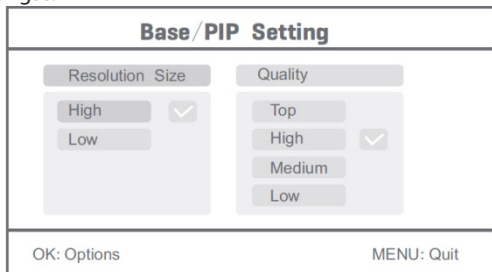 Base/PIP Setting
Resolution Size
Quality
High
Low
Top
High
Medium
Low
OK: Options
MENU: Quit